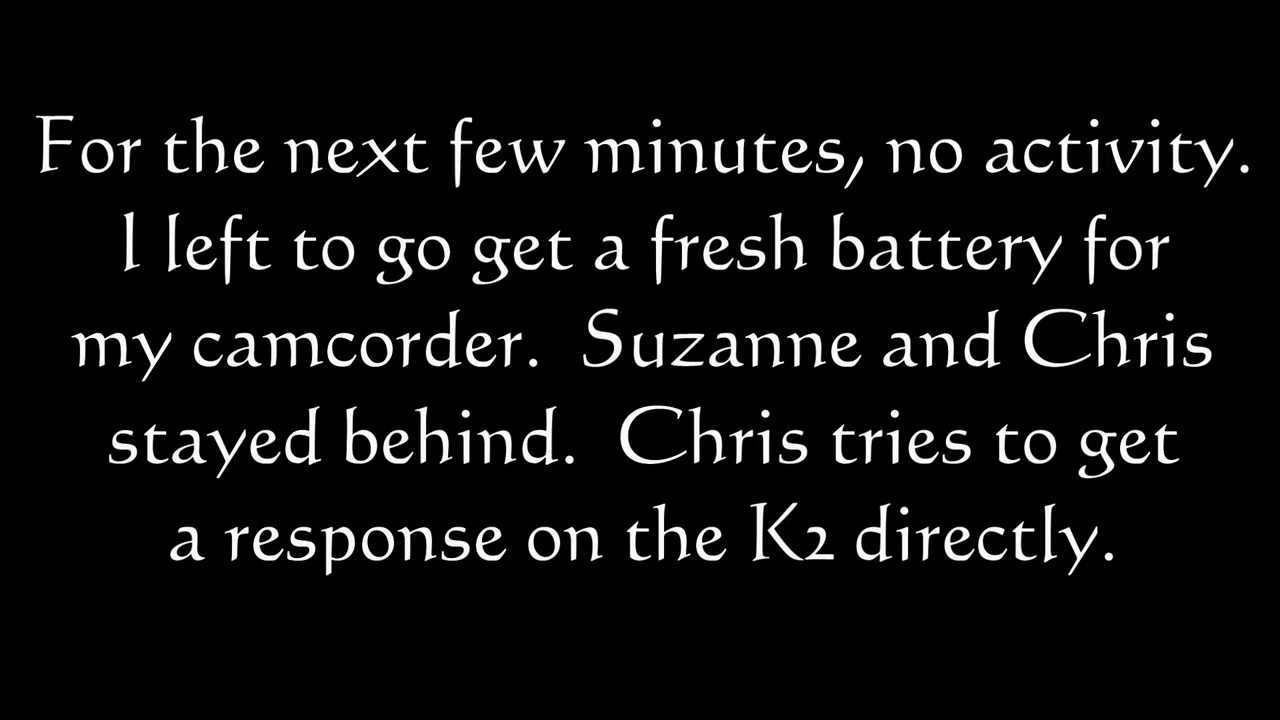 For the next few minutes, no activity.
I left to go get a fresh battery for
my camcorder.  Suzanne and Chris
stayed behind.  Chris tries to get
a response on the K2 directly.